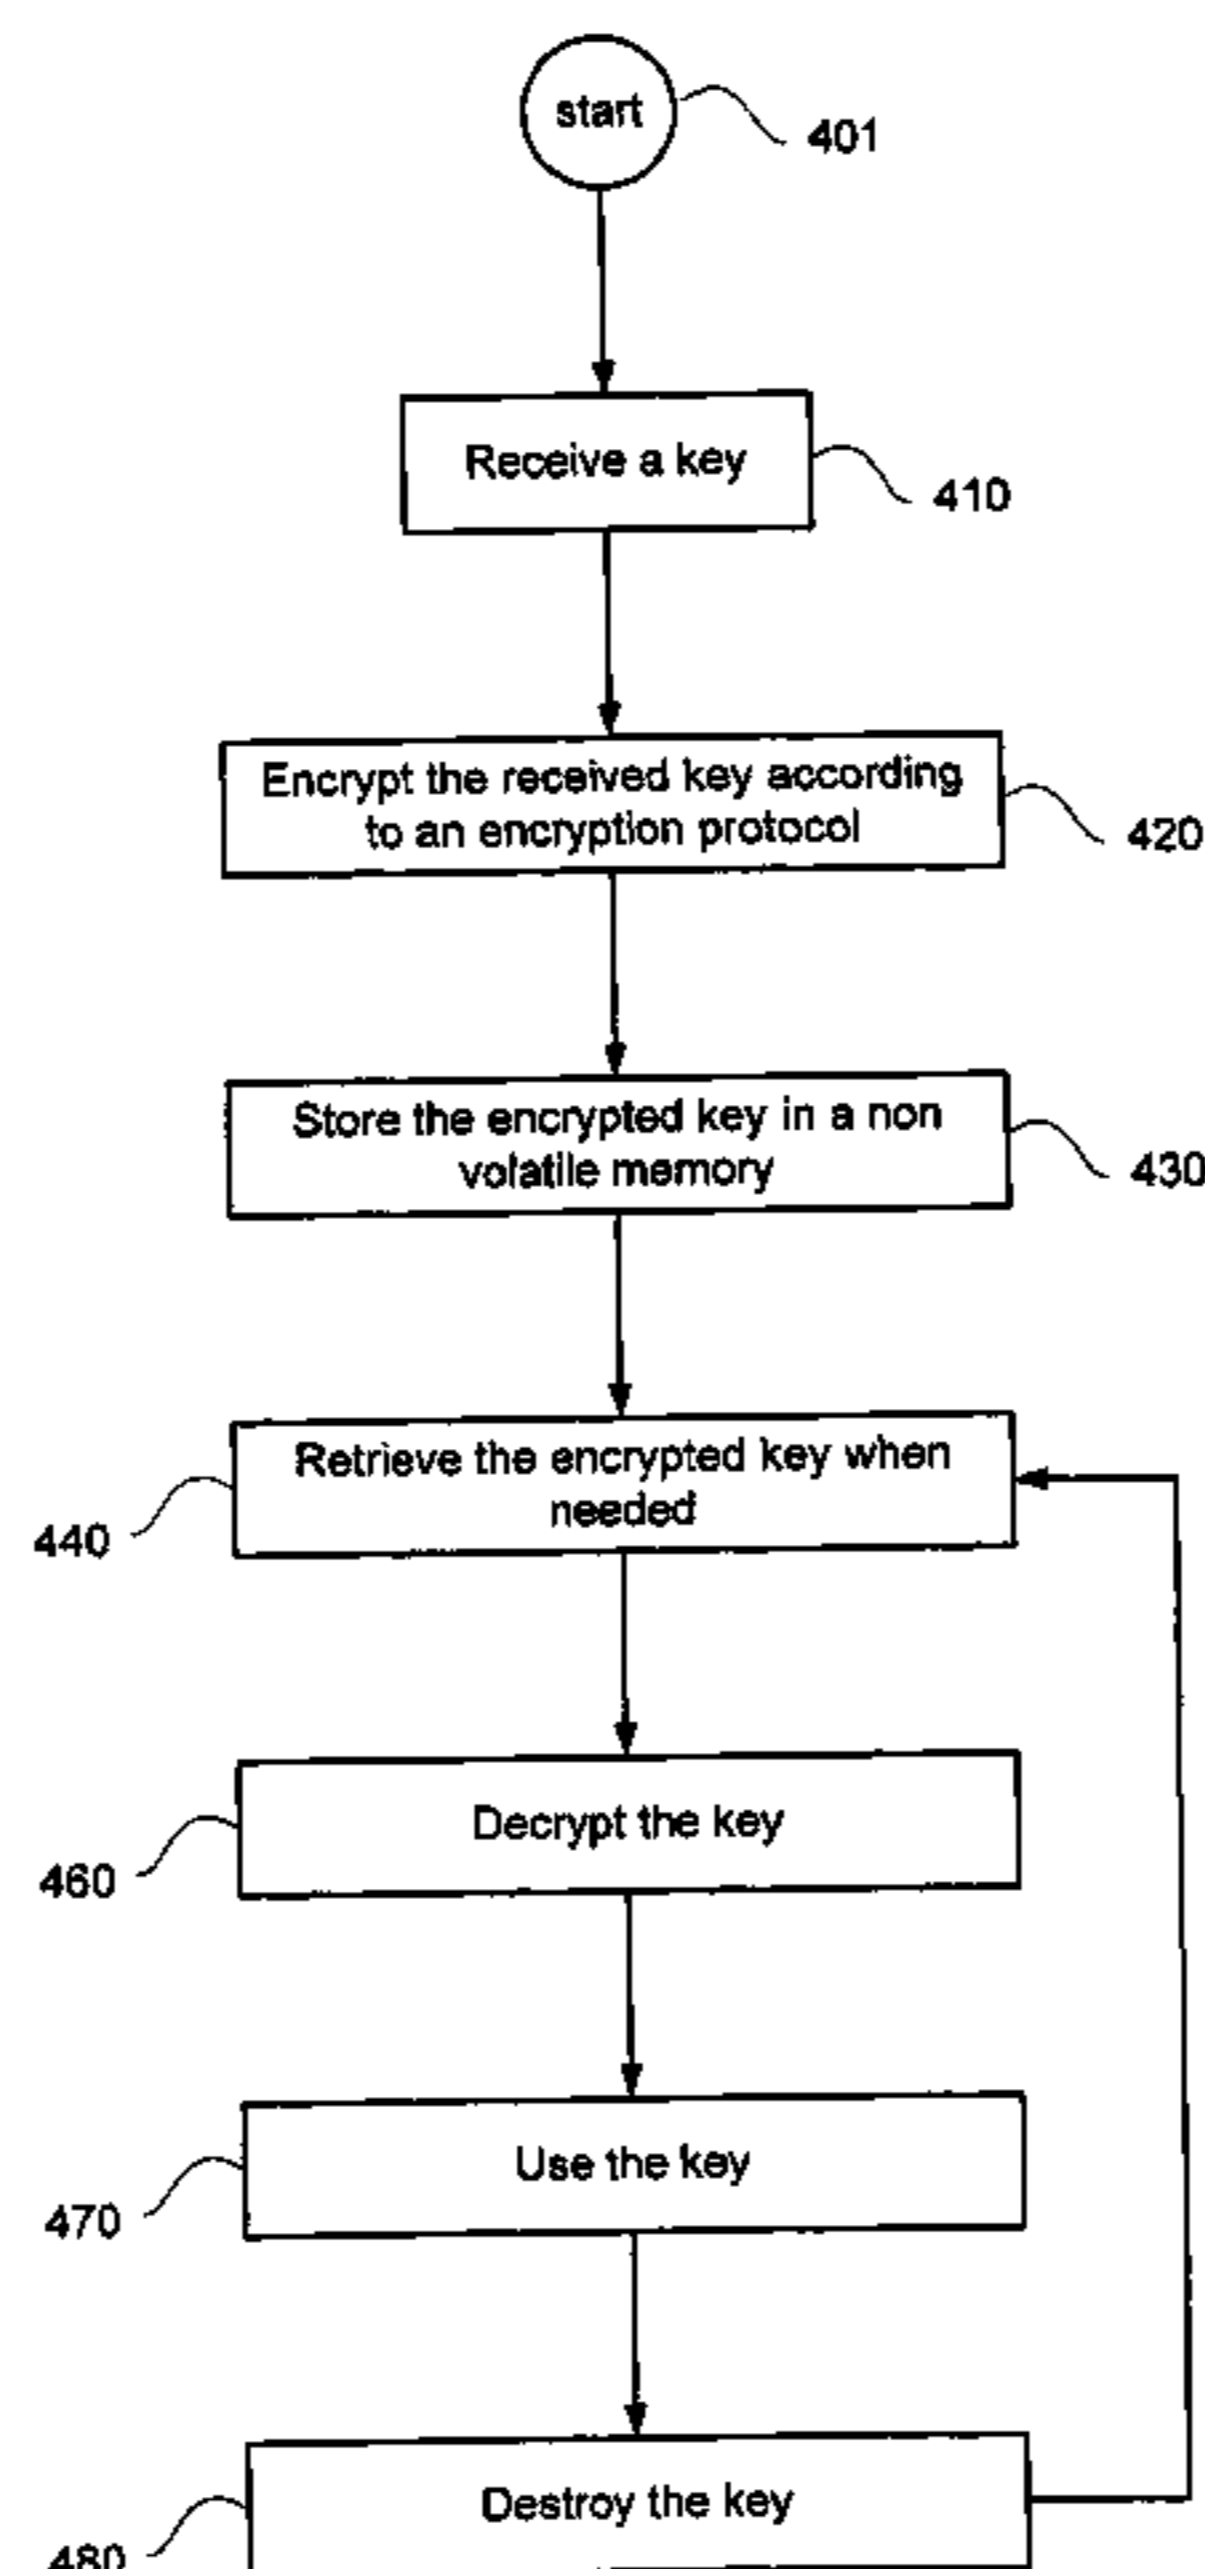 start
401
Receive a key
410
Encrypt the received key according
to an encryption protocol
420
Store the encrypted key in a non
volatile memory
430
Retrieve the encrypted key when
needed
440
Decrypt the key
460
Use the key
470
Destroy the key
480